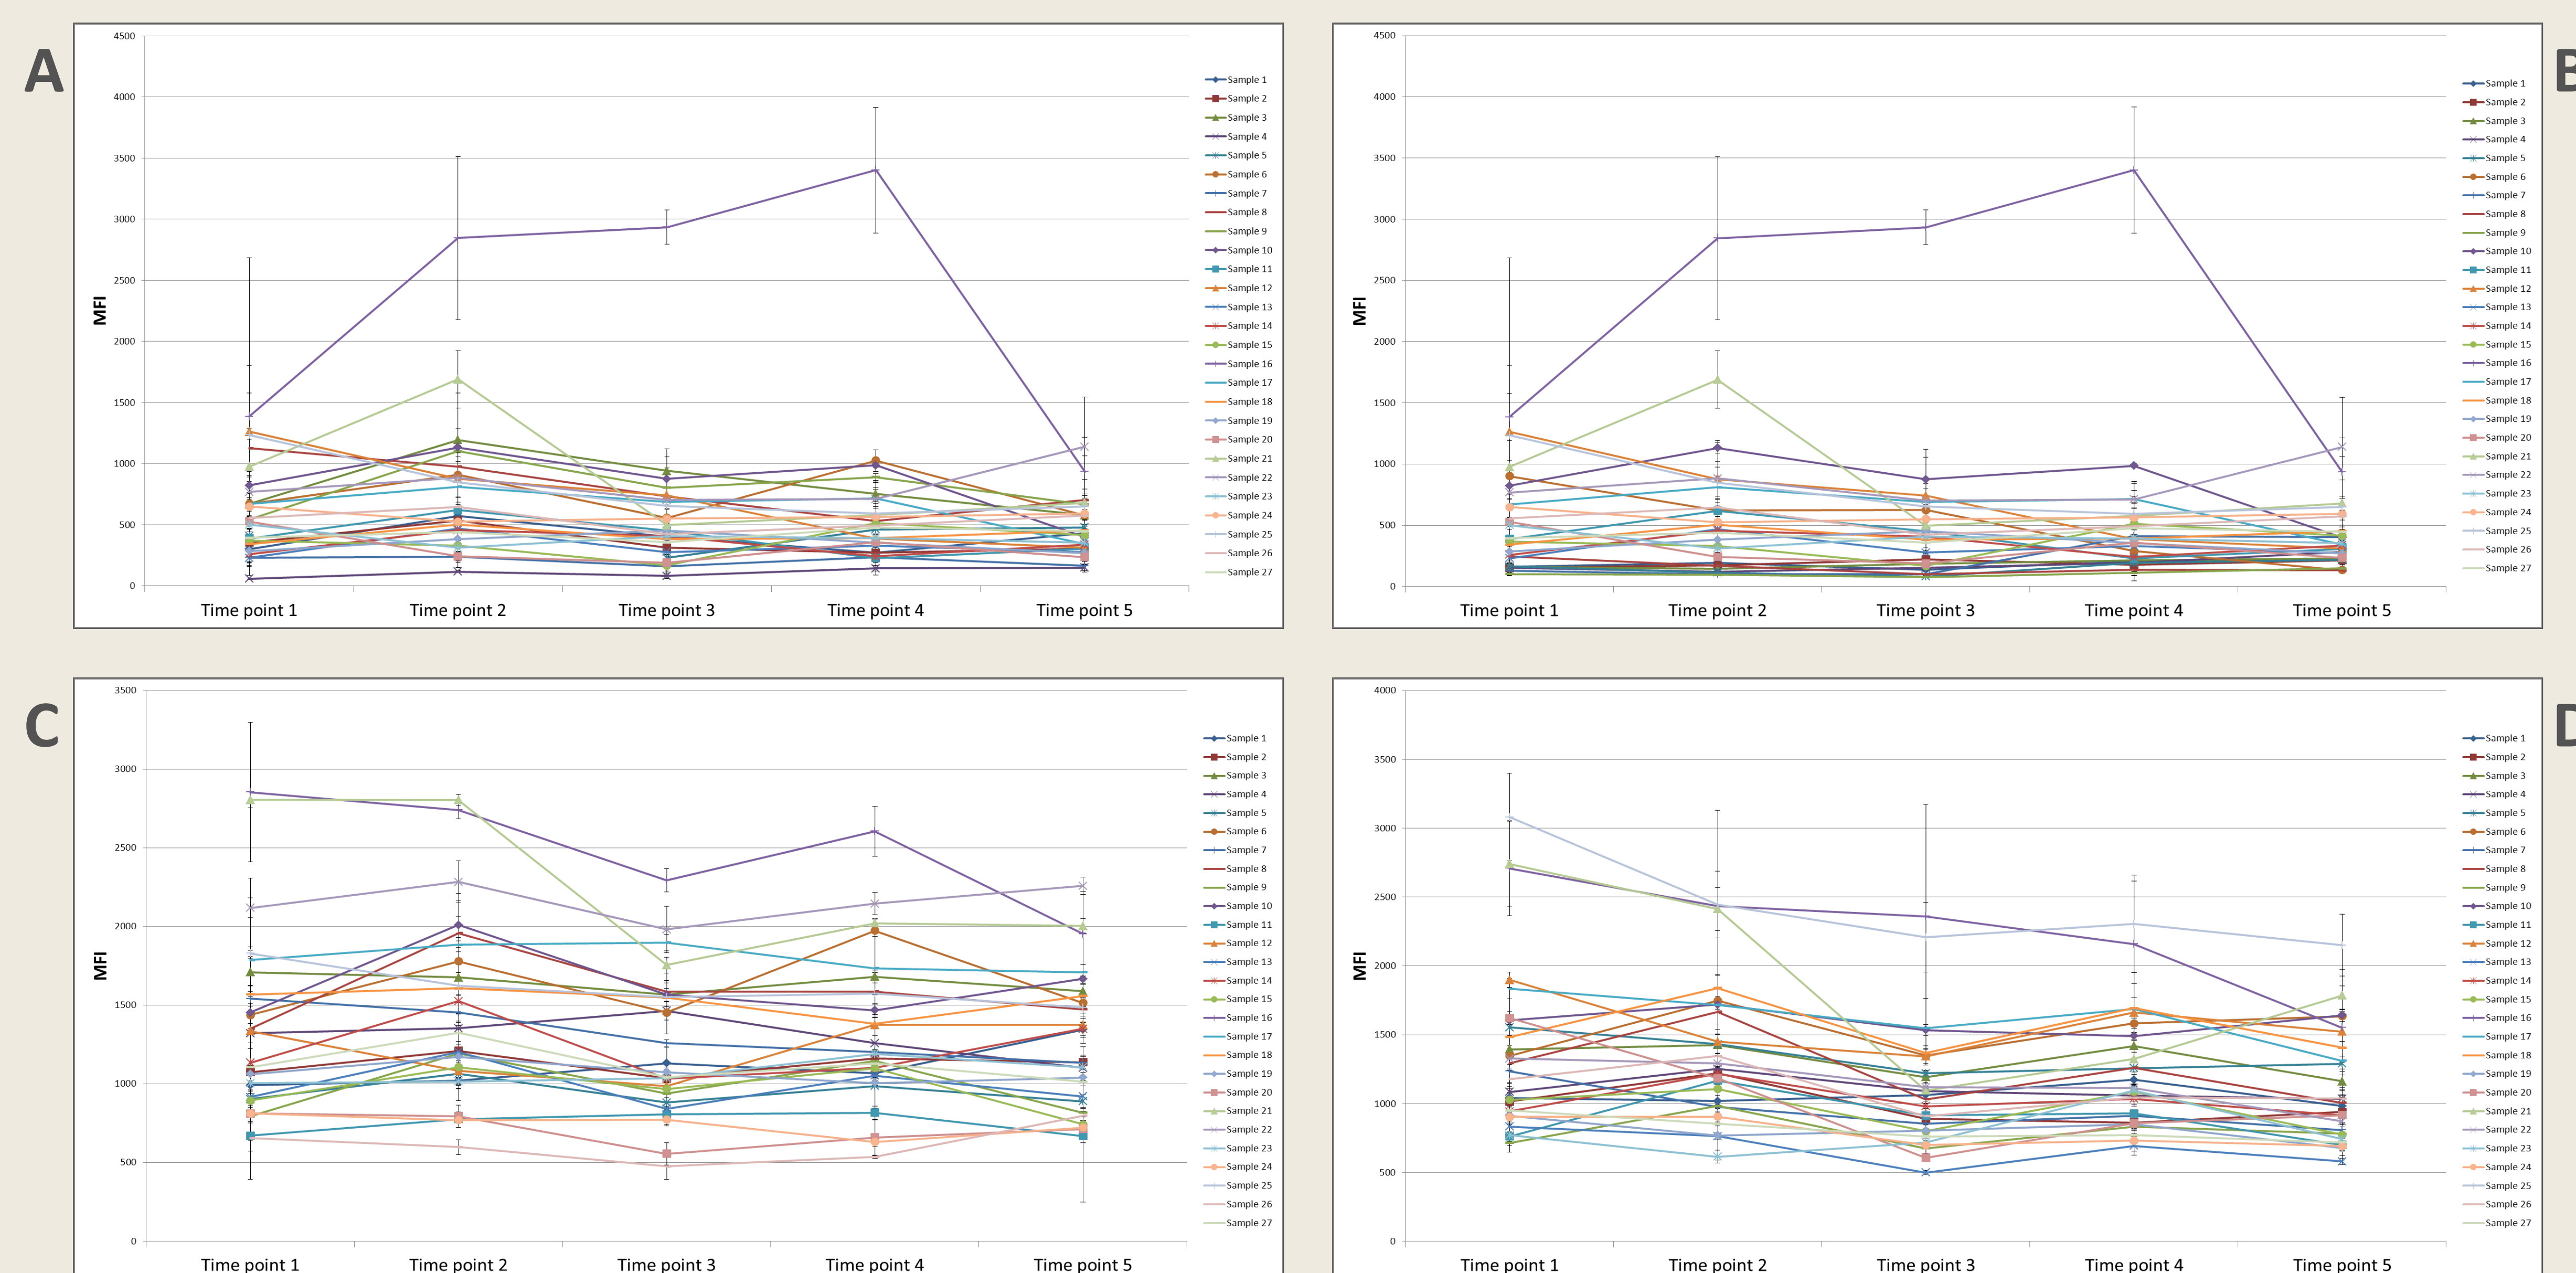 A
4500
4000
3500
3000
2500
2000
1500
1000
500
0
MFI
Time point 1 Time point 2 Time point 3 Time point 4 Time point 5
Sample 1
Sample 2
Sample 3
Sample 4
Sample 5
Sample 6
Sample 7
Sample 8
Sample 9
Sample 10
Sample 11
Sample 12
Sample 13
Sample 14
Sample 15
Sample 16
Sample 17
Sample 18
Sample 19
Sample 20
Sample 21
Sample 22
Sample 23
Sample 24
Sample 25
Sample 26
Sample 27
B
4500
4000
3500
3000
2500
2000
1500
1000
500
0
MFI
Time point 1 Time point 2 Time point 3 Time point 4 Time point 5
Sample 1
Sample 2
Sample 3
Sample 4
Sample 5
Sample 6
Sample 7
Sample 8
Sample 9
Sample 10
Sample 11
Sample 12
Sample 13
Sample 14
Sample 15
Sample 16
Sample 17
Sample 18
Sample 19
Sample 20
Sample 21
Sample 22
Sample 23
Sample 24
Sample 25
Sample 26
Sample 27
C
3500
3000
2500
2000
1500
1000
500
0
MFI
Time point 1 Time point 2 Time point 3 Time point 4 Time point 5
Sample 1
Sample 2
Sample 3
Sample 4
Sample 5
Sample 6
Sample 7
Sample 8
Sample 9
Sample 10
Sample 11
Sample 12
Sample 13
Sample 14
Sample 15
Sample 16
Sample 17
Sample 18
Sample 19
Sample 20
Sample 21
Sample 22
Sample 23
Sample 24
Sample 25
Sample 26
Sample 27
D
4000
3500
3000
2500
2000
1500
1000
500
0
MFI
Time point 1 Time point 2 Time point 3 Time point 4 Time point 5
Sample 1
Sample 2
Sample 3
Sample 4
Sample 5
Sample 6
Sample 7
Sample 8
Sample 9
Sample 10
Sample 11
Sample 12
Sample 13
Sample 14
Sample 15
Sample 16
Sample 17
Sample 18
Sample 19
Sample 20
Sample 21
Sample 22
Sample 23
Sample 24
Sample 25
Sample 26
Sample 27